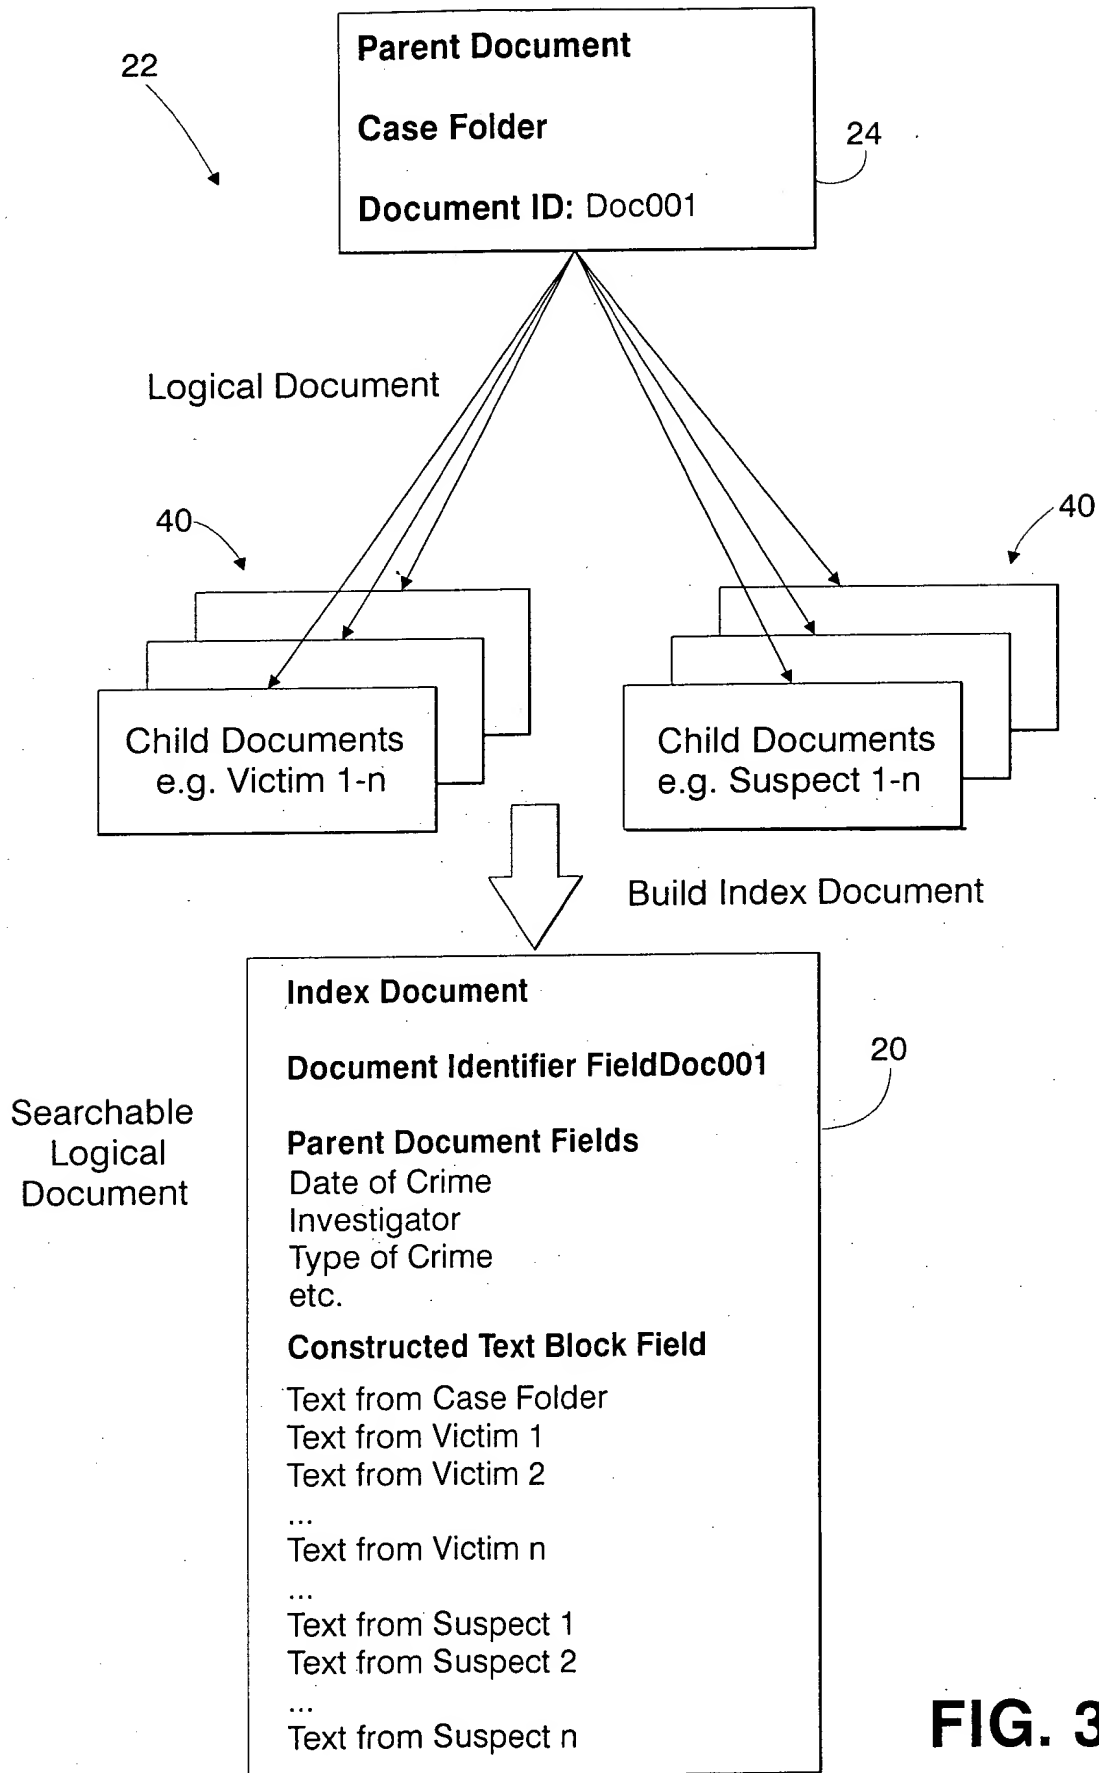 Parent Document
22
Case Folder
24
Document ID: Doc001
Logical Document
40
40
Child Documents
e.g. Victim 1-n
Child Documents
e.g. Suspect 1-n
Build Index Document
Index Document
Document Identifier FieldDoc001
20
Searchable
Logical
Document
Parent Document Fields
Date of Crime
Investigator
Type of Crime
etc.
Constructed Text Block Field
Text from Case Folder
Text from Victim 1
Text from Victim 2
...
Text from Victim n
...
Text from Suspect 1
Text from Suspect 2
...
Text from Suspect n
FIG. 3